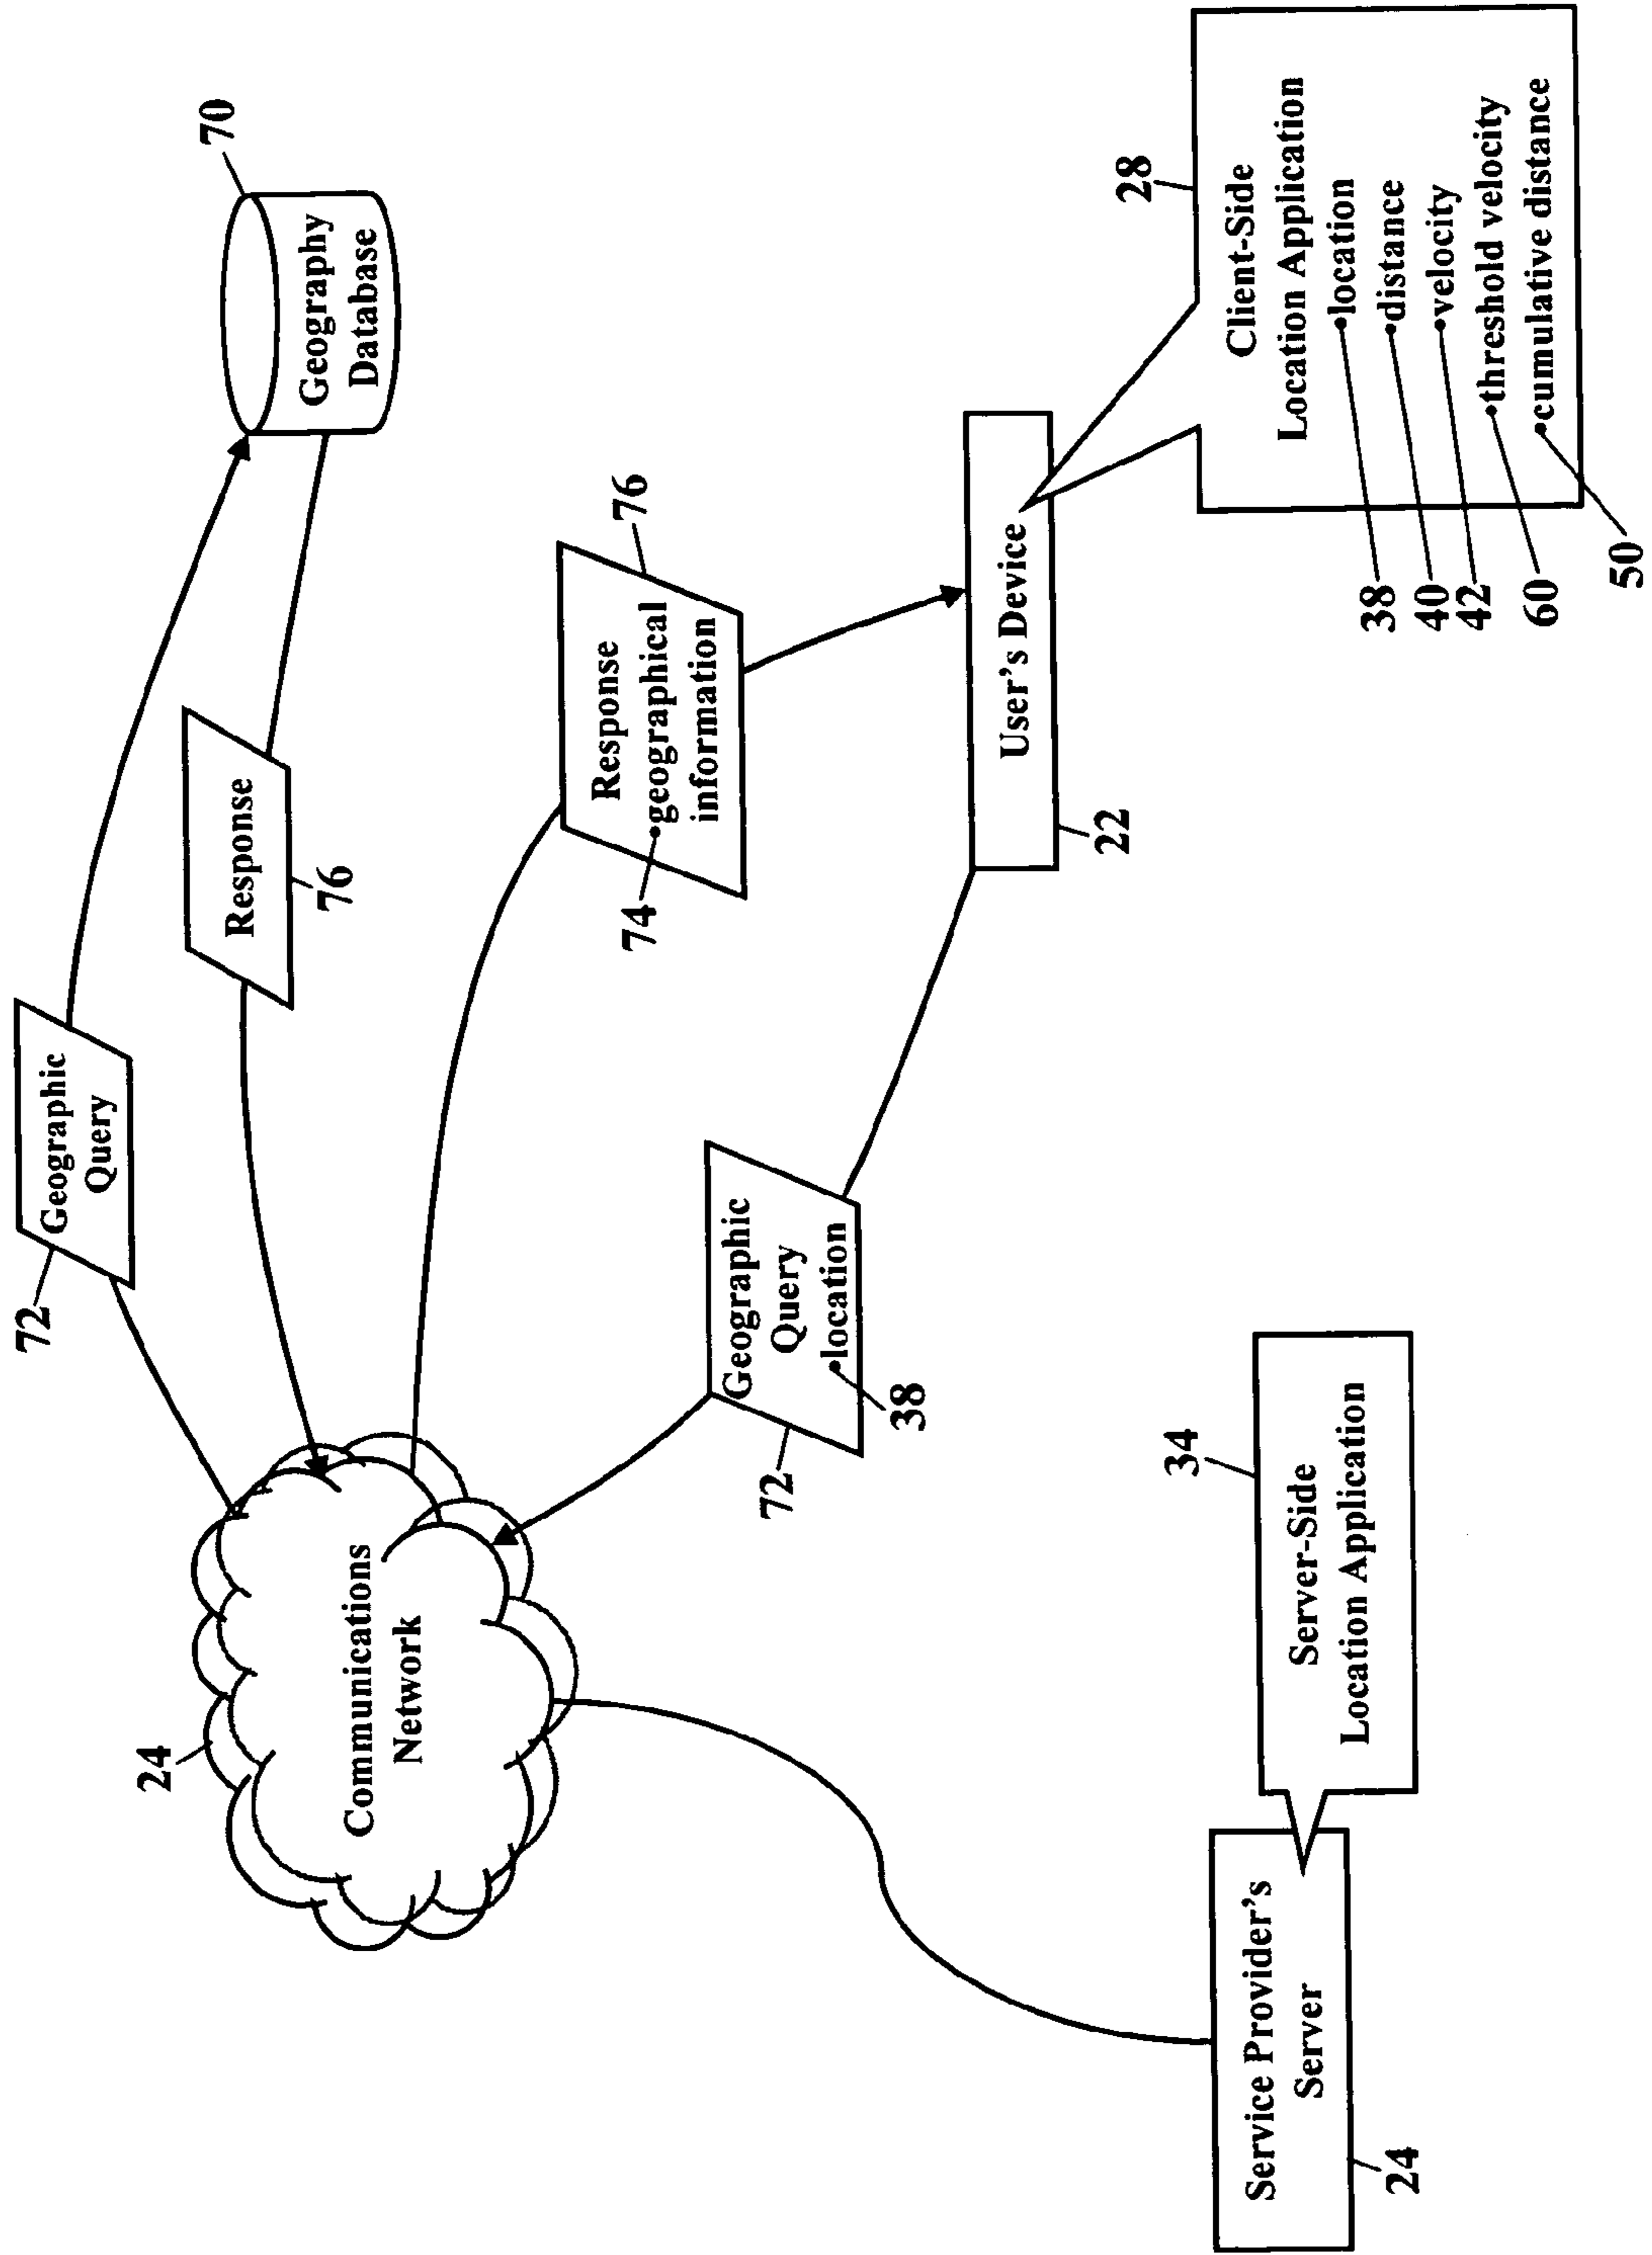 72
Geographic
Query
70
Geography
Database
Response
76
24
Communications
Network
Response
•geographical
information
74
76
Geographic
Query
•location
72
38
User's Device
22
28
Client-Side
Location Application
•location
•distance
•velocity
•threshold velocity
•cumulative distance
38
40
42
60
50
Service Provider's
Server
24
34
Server-Side
Location Application